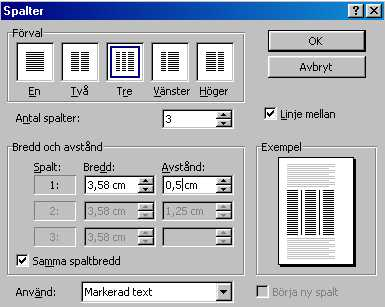 Spalter
Förval
OK
Avbryt
En Två Tre Vänster Höger
Antal spalter: 3
Linje mellan
Bredd och avstånd
Spalt: Bredd: Avstånd:
1: 3,58 cm 0,5 cm
2: 3,58 cm 1,25 cm
3: 3,58 cm
Samma spaltbredd
Exempel
Använd: Markerad text
Börja ny spalt